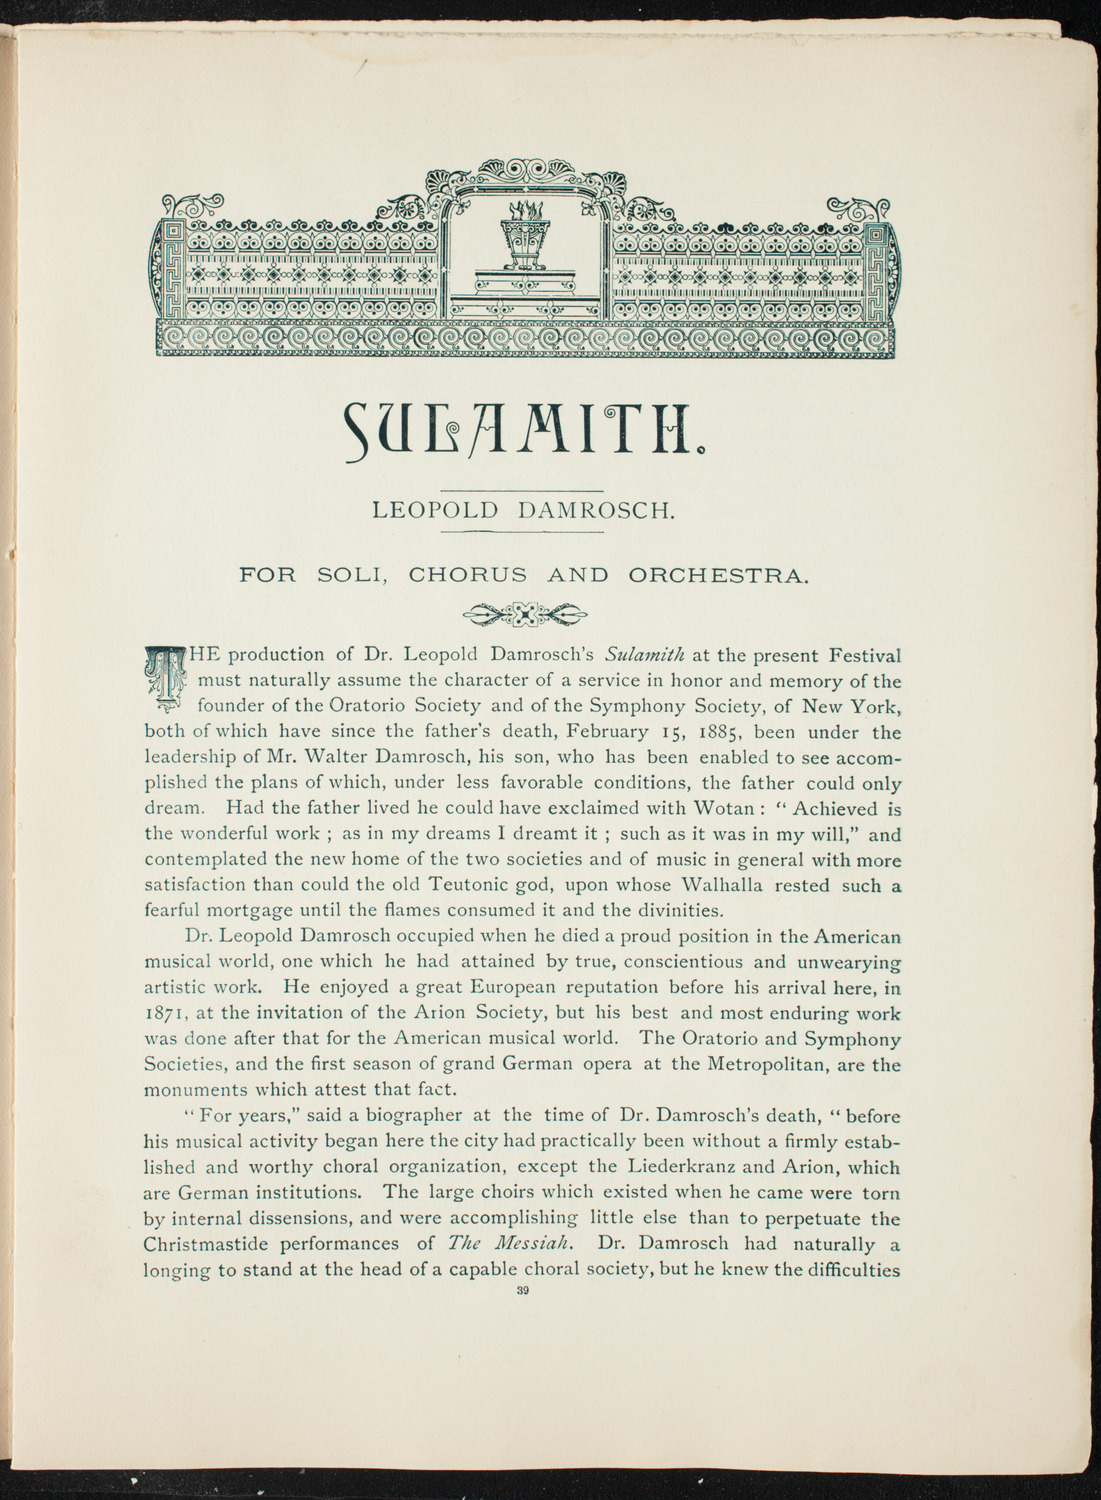 SULAMITH.
LEOPOLD DAMROSCH.
FOR SOLI, CHORUS AND ORCHESTRA.
THE production of Dr. Leopold Damrosch's Sulamith at the present Festival
must naturally assume the character of a service in honor and memory of the
founder of the Oratorio Society and of the Symphony Society, of New York,
both of which have since the father's death, February 15, 1885, been under the
leadership of Mr. Walter Damrosch, his son, who has been enabled to see accom-
plished the plans of which, under less favorable conditions, the father could only
dream. Had the father lived he could have exclaimed with Wotan : “ Achieved is
the wonderful work ; as in my dreams I dreamt it ; such as it was in my will,” and
contemplated the new home of the two societies and of music in general with more
satisfaction than could the old Teutonic god, upon whose Walhalla rested such a
fearful mortgage until the flames consumed it and the divinities.
Dr. Leopold Damrosch occupied when he died a proud position in the American
musical world, one which he had attained by true, conscientious and unwearying
artistic work. He enjoyed a great European reputation before his arrival here, in
1871, at the invitation of the Arion Society, but his best and most enduring work
was done after that for the American musical world. The Oratorio and Symphony
Societies, and the first season of grand German opera at the Metropolitan, are the
monuments which attest that fact.
“ For years,” said a biographer at the time of Dr. Damrosch's death, “ before
his musical activity began here the city had practically been without a firmly estab-
lished and worthy choral organization, except the Liederkranz and Arion, which
are German institutions. The large choirs which existed when he came were torn
by internal dissensions, and were accomplishing little else than to perpetuate the
Christmastide performances of The Messiah. Dr. Damrosch had naturally a
longing to stand at the head of a capable choral society, but he knew the difficulties
39